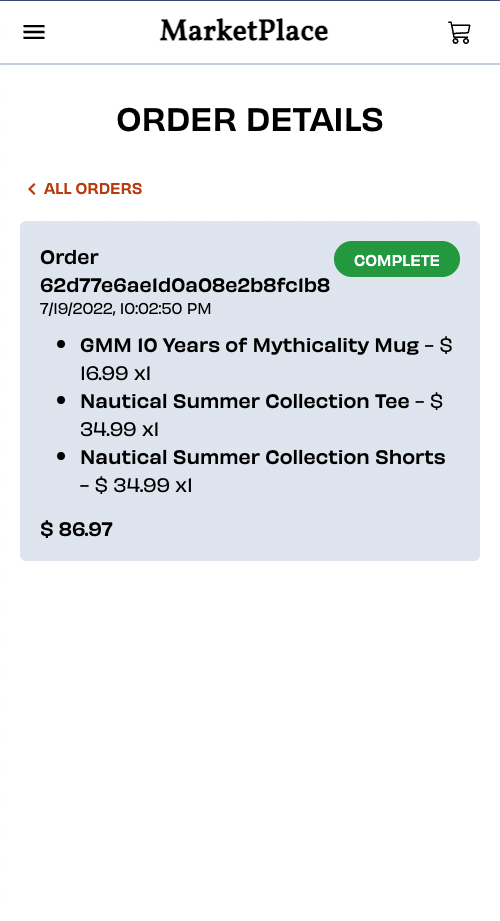 MarketPlace
ORDER DETAILS
ALL ORDERS
Order
62d77e6ae1d0a08e2b8fc1b8
COMPLETE
7/19/2022, 10:02:50 PM
GMM 10 Years of Mythicality Mug - $
16.99 x1
Nautical Summer Collection Tee - $
34.99 x1
Nautical Summer Collection Shorts
- $ 34.99 x1
$ 86.97